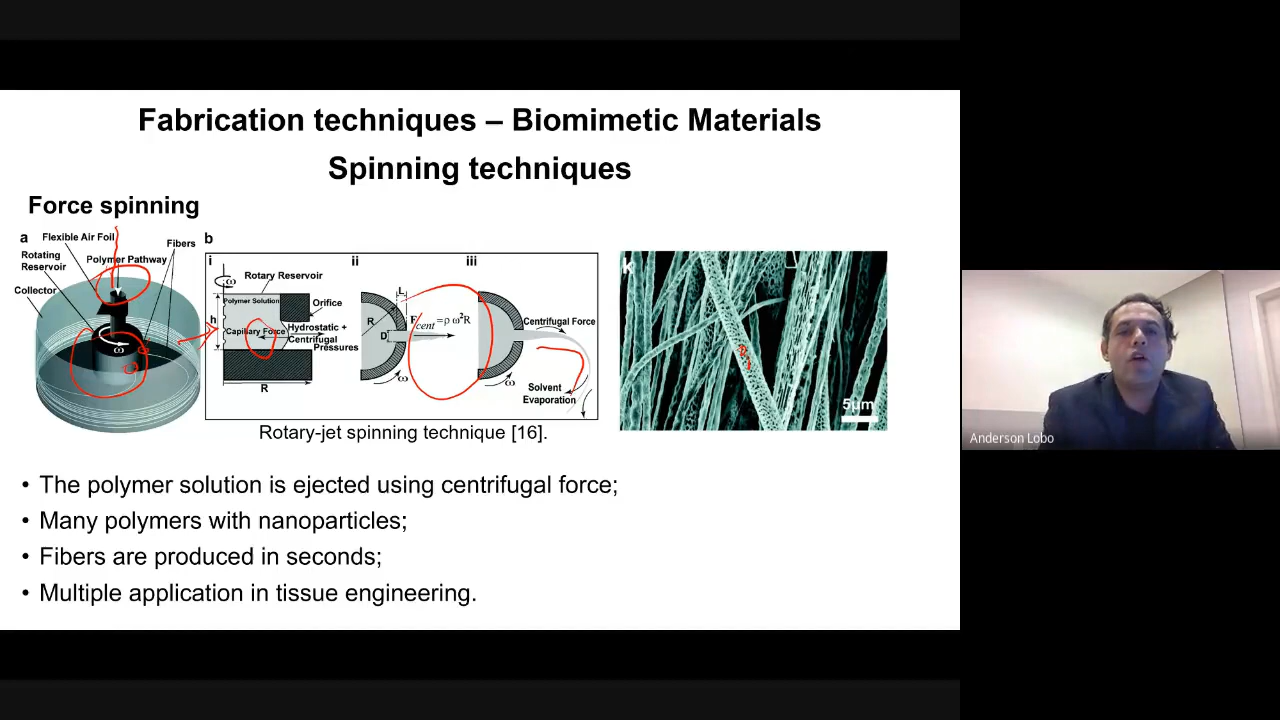 Fabrication techniques – Biomimetic Materials
Spinning techniques
Force spinning
a
Flexible Air Foil
Fibers
Rotating
Reservoir
Polymer Pathway
Collector
ω
b
i
ω
Rotary Reservoir
Polymer Solution
Orifice
h
Capillary Force
Hydrostatic +
Centrifugal
Pressures
R
ii
L
R
D
Fcent =ρ ω²R
ω
iii
Centrifugal Force
ω
Solvent
Evaporation
k
5μm
Rotary-jet spinning technique [16].
• The polymer solution is ejected using centrifugal force;
• Many polymers with nanoparticles;
• Fibers are produced in seconds;
• Multiple application in tissue engineering.
Anderson Lobo